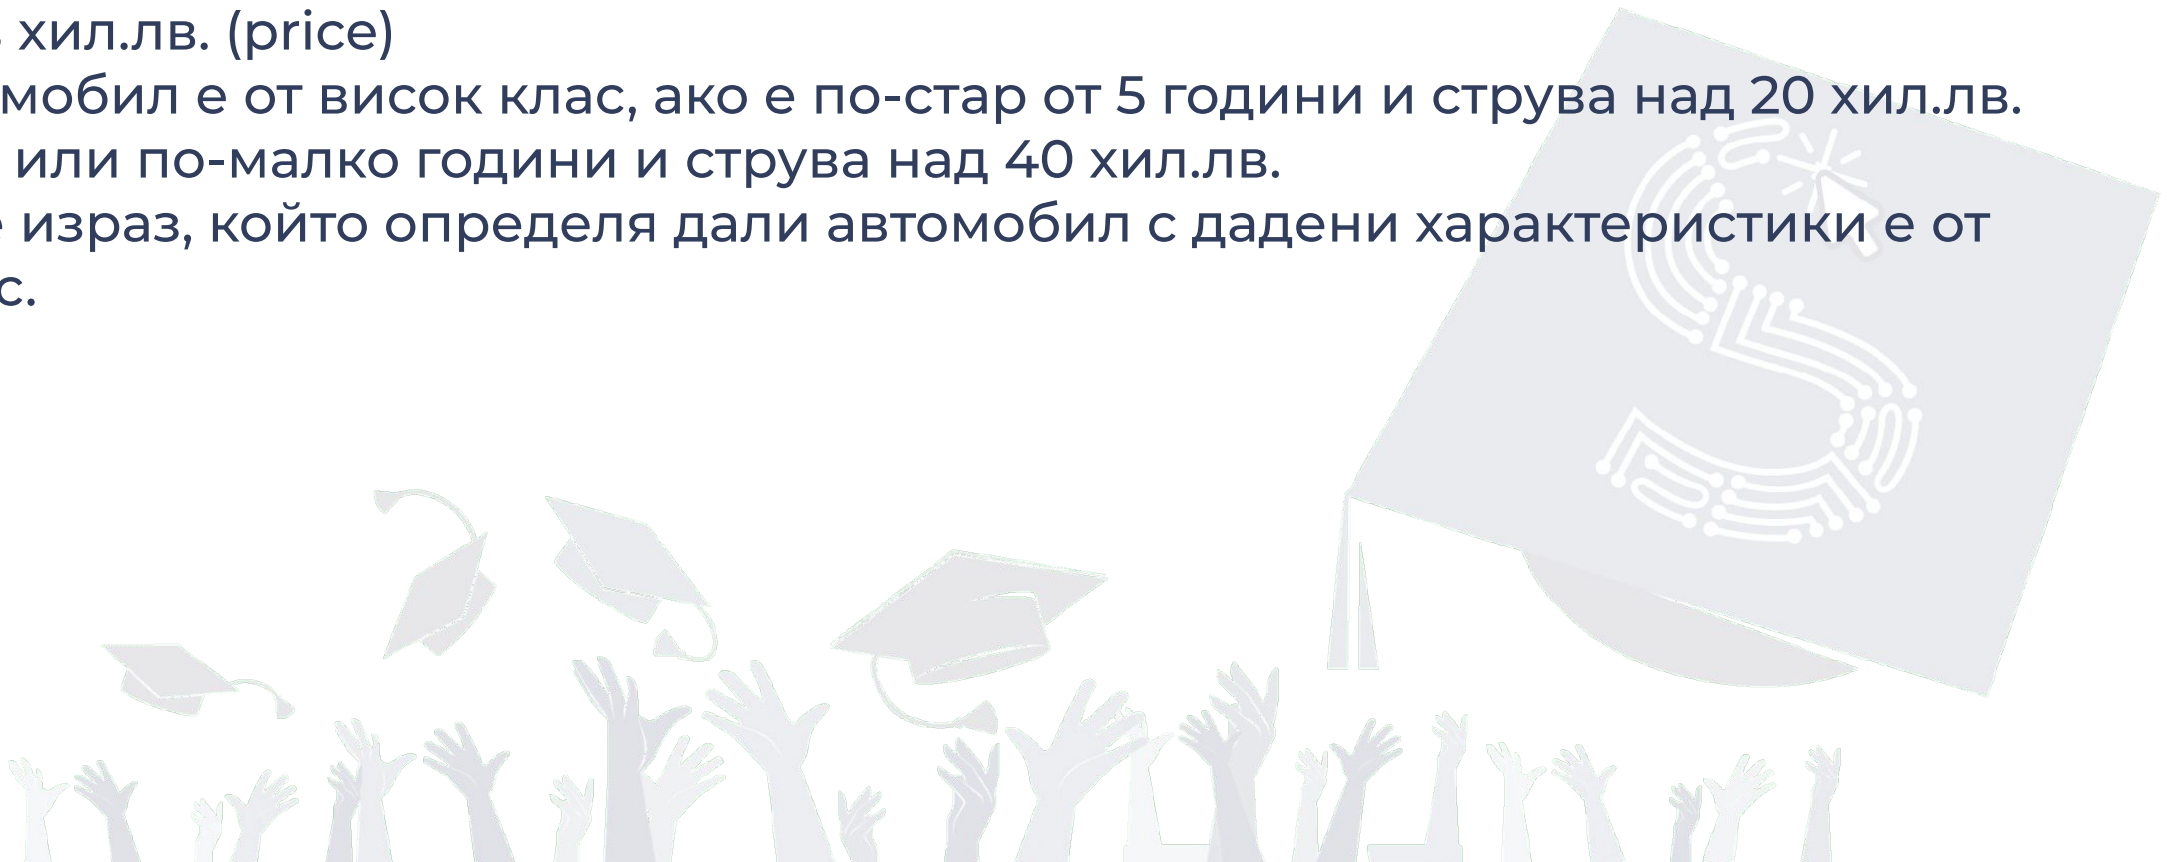 хил.лв. (price)
мобил е от висок клас, ако е по-стар от 5 години и струва над 20 хил.лв.
или по-малко години и струва над 40 хил.лв.
израз, който определя дали автомобил с дадени характеристики е от
с.